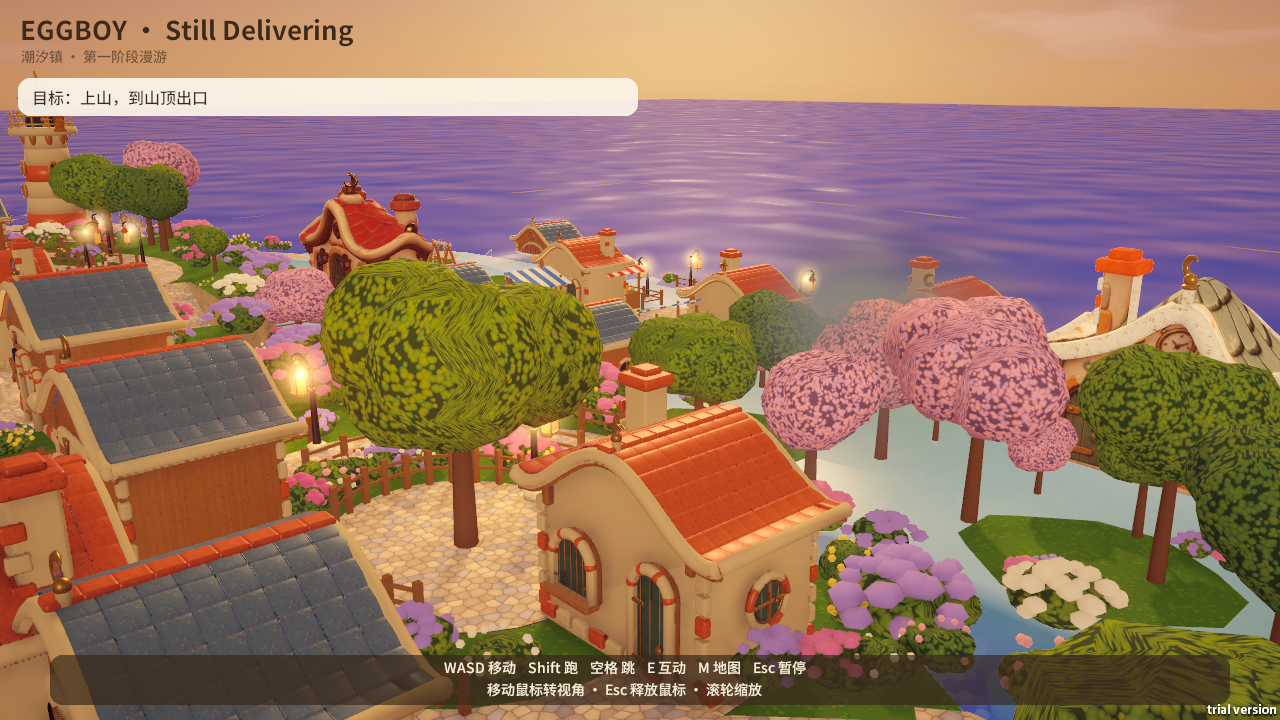 EGGBOY · Still Delivering
潮汐镇 · 第一阶段漫游
目标：上山，到山顶出口
WASD 移动 Shift 跑 空格 跳 E 互动 M 地图 Esc 暂停
移动鼠标转视角 · Esc 释放鼠标 · 滚轮缩放
trial version